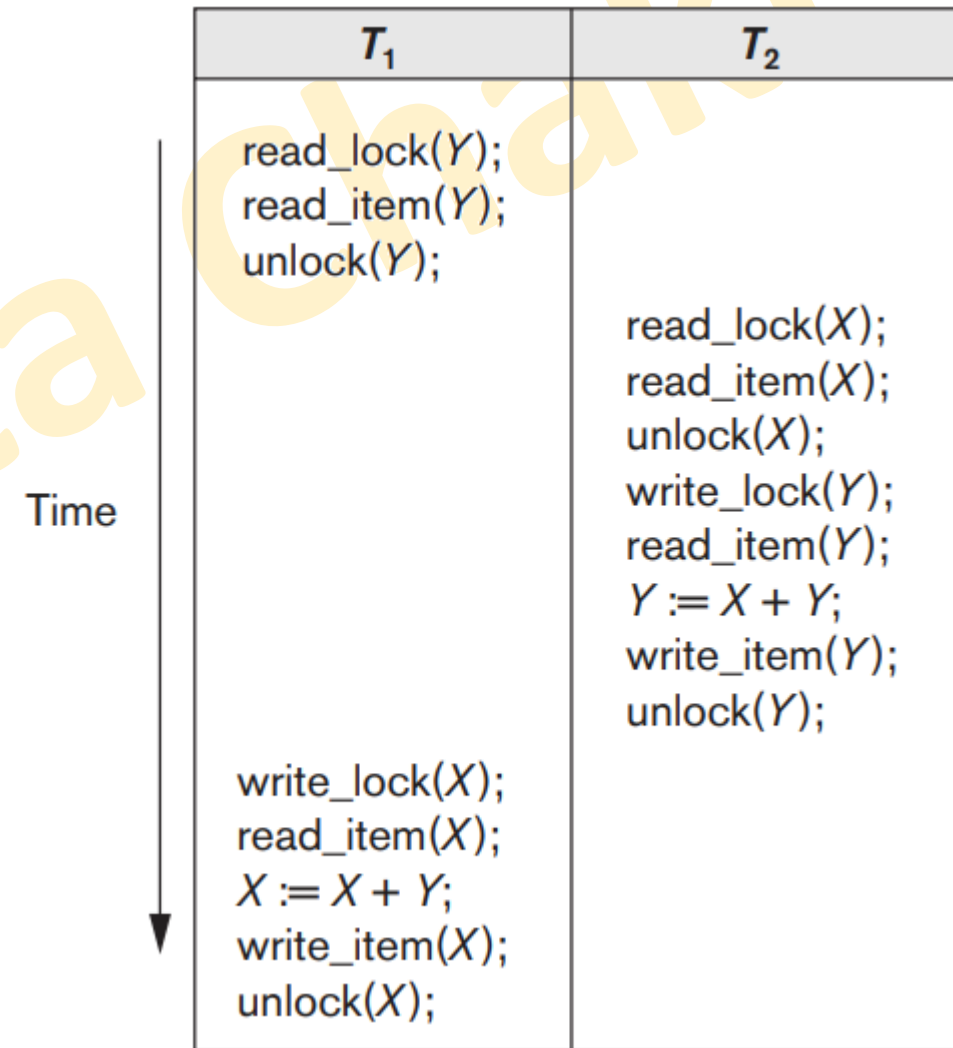 T₁ T₂
read_lock(Y);
read_item(Y);
unlock(Y);
read_lock(X);
read_item(X);
unlock(X);
Time
write_lock(Y);
read_item(Y);
Y := X + Y;
write_item(Y);
unlock(Y);
write_lock(X);
read_item(X);
X := X + Y;
write_item(X);
unlock(X);